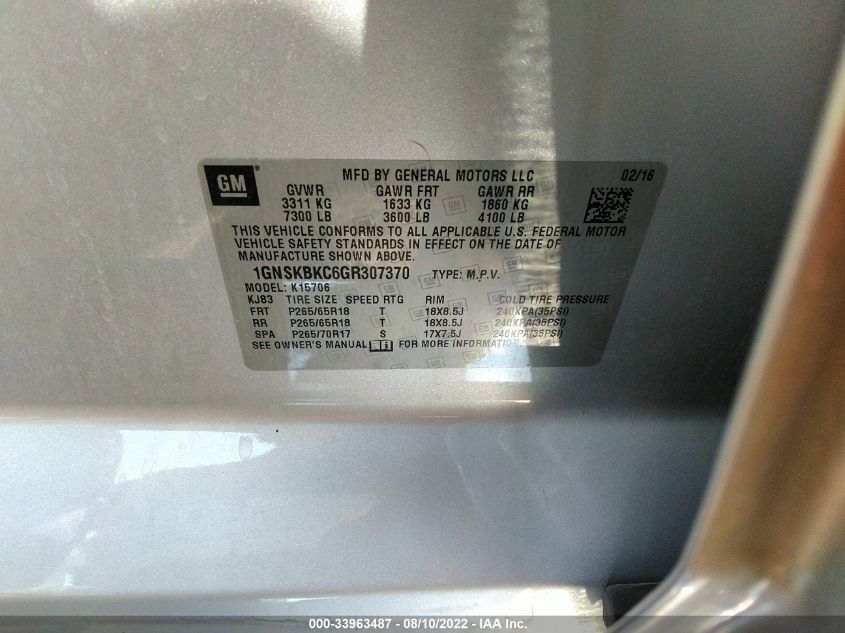 GM®
MFD BY GENERAL MOTORS LLC 02/16
GVWR GAWR FRT GAWR RR
3311 KG 1633 KG 1860 KG
7300 LB 3600 LB 4100 LB
THIS VEHICLE CONFORMS TO ALL APPLICABLE U.S. FEDERAL MOTOR
VEHICLE SAFETY STANDARDS IN EFFECT ON THE DATE OF
MANUFACTURE SHOWN ABOVE.
1GNSKBKC6GR307370 TYPE: M.P.V.
MODEL: K15706
KJ83 TIRE SIZE SPEED RTG RIM COLD TIRE PRESSURE
FRT P265/65R18 T 18X8.5J 240KPA(35PSI)
RR P265/65R18 T 18X8.5J 240KPA(35PSI)
SPA P265/70R17 S 17X7.5J 240KPA(35PSI)
SEE OWNER'S MANUAL FOR MORE INFORMATION
000-33963487 - 08/10/2022 - IAA Inc.